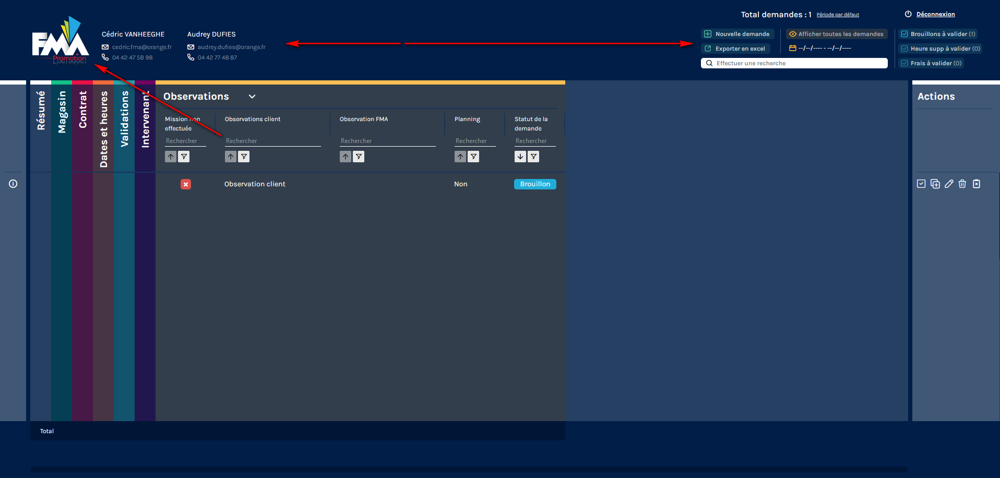 Total demandes : 1 Période par défaut
Déconnexion
FMA
Promotion
Cédric VANHEEGHE
cedric.fma@orange.fr
04 42 47 58 98
Audrey DUFIES
audrey.dufies@orange.fr
04 42 77 48 87
Nouvelle demande
Exporter en excel
Afficher toutes les demandes
--/--/---- - --/--/----
Effectuer une recherche
Brouillons à valider (1)
Heure supp à valider (0)
Frais à valider (0)
Résumé
Magasin
Contrat
Dates et heures
Validations
Intervenant
Observations
Mission non
effectuée
Rechercher
Observations client
Rechercher
Observation FMA
Rechercher
Planning
Rechercher
Statut de la
demande
Rechercher
Actions
Observation client
Non
Brouillon
Total